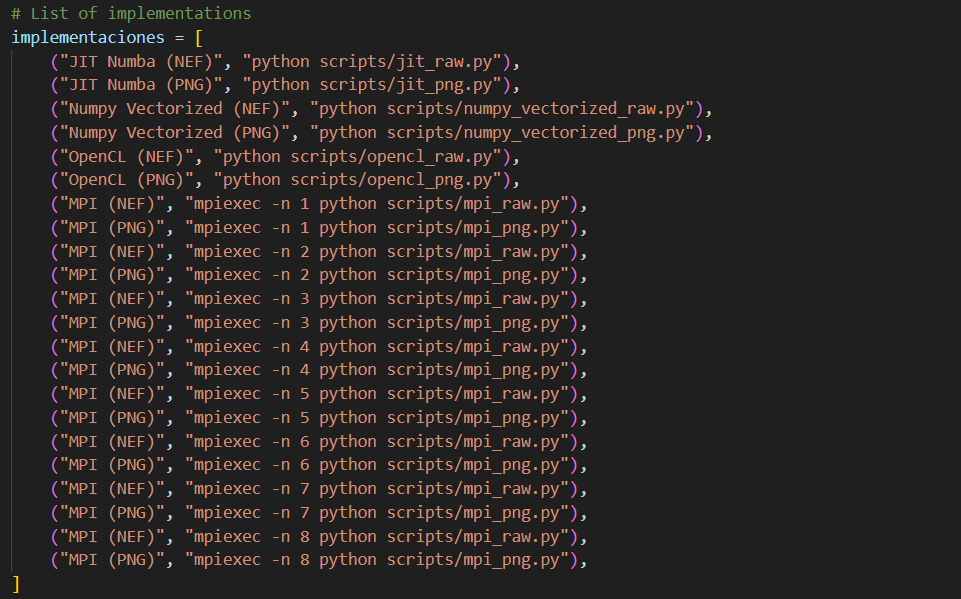 # List of implementations
implementaciones = [
("JIT Numba (NEF)", "python scripts/jit_raw.py"),
("JIT Numba (PNG)", "python scripts/jit_png.py"),
("Numpy Vectorized (NEF)", "python scripts/numpy_vectorized_raw.py"),
("Numpy Vectorized (PNG)", "python scripts/numpy_vectorized_png.py"),
("OpenCL (NEF)", "python scripts/opencl_raw.py"),
("OpenCL (PNG)", "python scripts/opencl_png.py"),
("MPI (NEF)", "mpiexec -n 1 python scripts/mpi_raw.py"),
("MPI (PNG)", "mpiexec -n 1 python scripts/mpi_png.py"),
("MPI (NEF)", "mpiexec -n 2 python scripts/mpi_raw.py"),
("MPI (PNG)", "mpiexec -n 2 python scripts/mpi_png.py"),
("MPI (NEF)", "mpiexec -n 3 python scripts/mpi_raw.py"),
("MPI (PNG)", "mpiexec -n 3 python scripts/mpi_png.py"),
("MPI (NEF)", "mpiexec -n 4 python scripts/mpi_raw.py"),
("MPI (PNG)", "mpiexec -n 4 python scripts/mpi_png.py"),
("MPI (NEF)", "mpiexec -n 5 python scripts/mpi_raw.py"),
("MPI (PNG)", "mpiexec -n 5 python scripts/mpi_png.py"),
("MPI (NEF)", "mpiexec -n 6 python scripts/mpi_raw.py"),
("MPI (PNG)", "mpiexec -n 6 python scripts/mpi_png.py"),
("MPI (NEF)", "mpiexec -n 7 python scripts/mpi_raw.py"),
("MPI (PNG)", "mpiexec -n 7 python scripts/mpi_png.py"),
("MPI (NEF)", "mpiexec -n 8 python scripts/mpi_raw.py"),
("MPI (PNG)", "mpiexec -n 8 python scripts/mpi_png.py"),
]